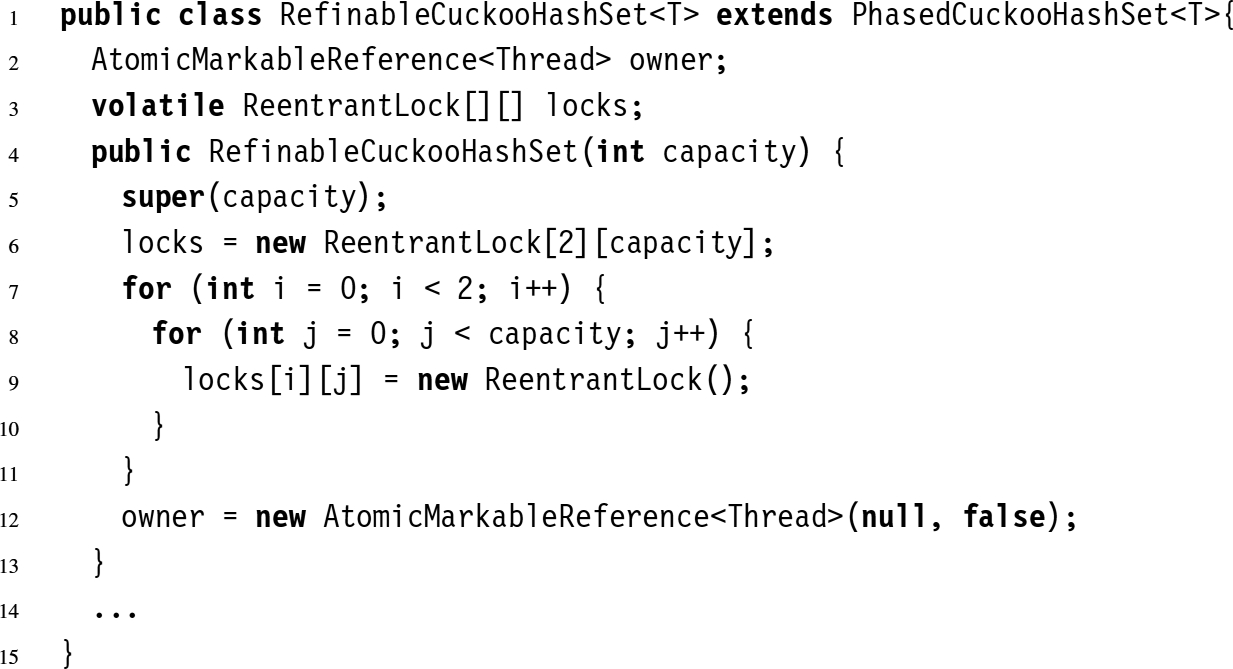 1 public class RefinableCuckooHashSet<T> extends PhasedCuckooHashSet<T>{
2   AtomicMarkableReference<Thread> owner;
3   volatile ReentrantLock[][] locks;
4   public RefinableCuckooHashSet(int capacity) {
5     super(capacity);
6     locks = new ReentrantLock[2][capacity];
7     for (int i = 0; i < 2; i++) {
8       for (int j = 0; j < capacity; j++) {
9         locks[i][j] = new ReentrantLock();
10       }
11     }
12     owner = new AtomicMarkableReference<Thread>(null, false);
13   }
14   ...
15 }